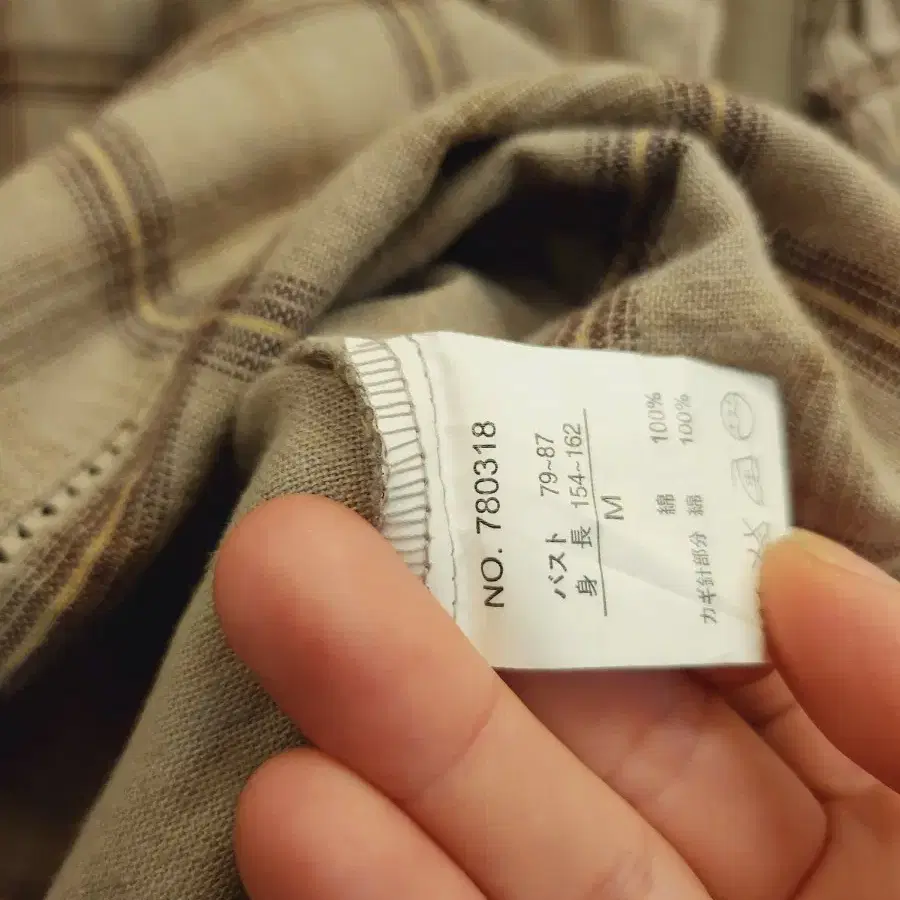 NO. 780318
バスト 79~87
身 長 154~162
M
綿 100%
カギ針部分 綿 100%